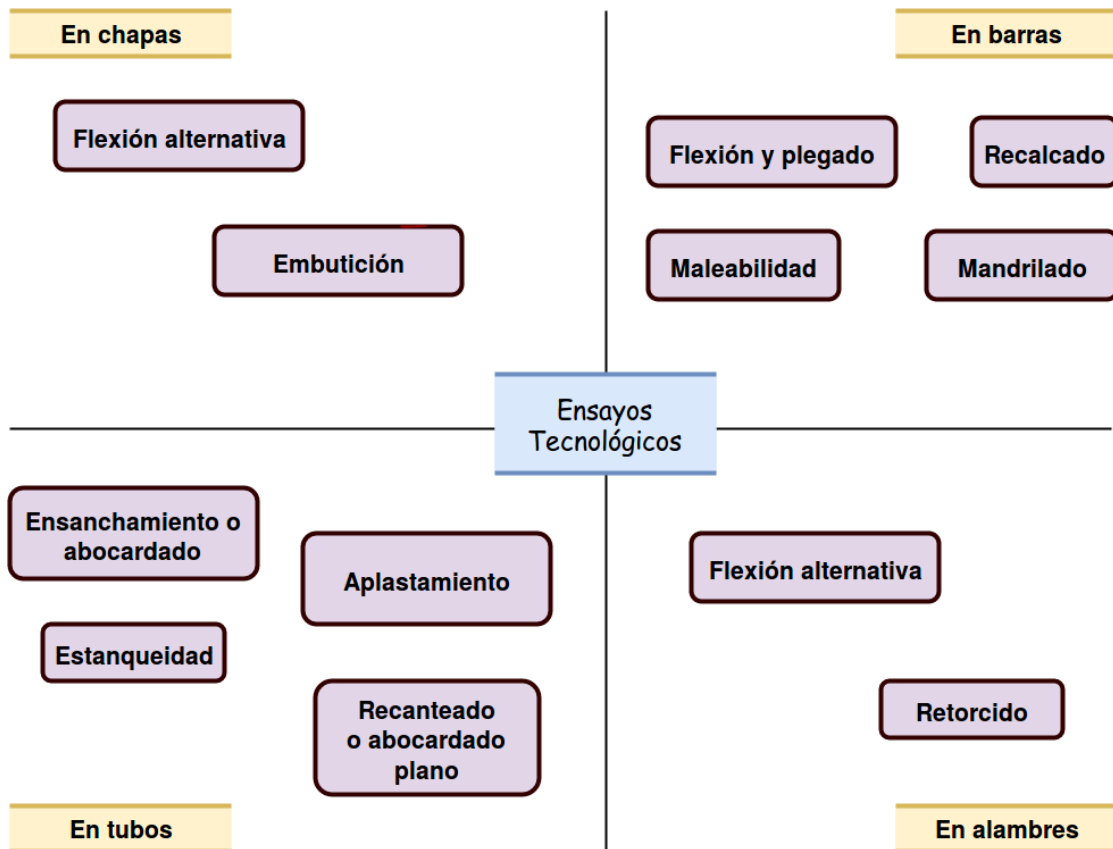 En chapas
En barras
Flexión alternativa
Embutición
Flexión y plegado
Recalcado
Maleabilidad
Mandrilado
Ensayos
Tecnológicos
Ensanchamiento o
abocardado
Aplastamiento
Estanqueidad
Recanteado
o abocardado
plano
Flexión alternativa
Retorcido
En tubos
En alambres